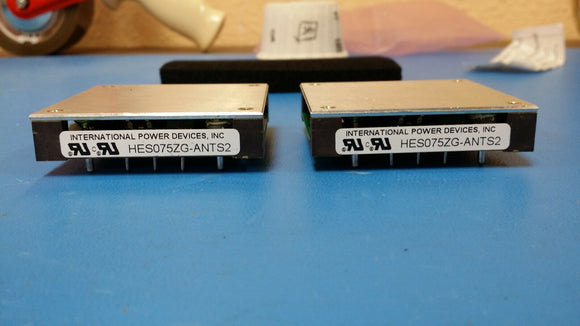 INTERNATIONAL POWER DEVICES, INC
HES075ZG-ANTS2
INTERNATIONAL POWER DEVICES, INC
HES075ZG-ANTS2